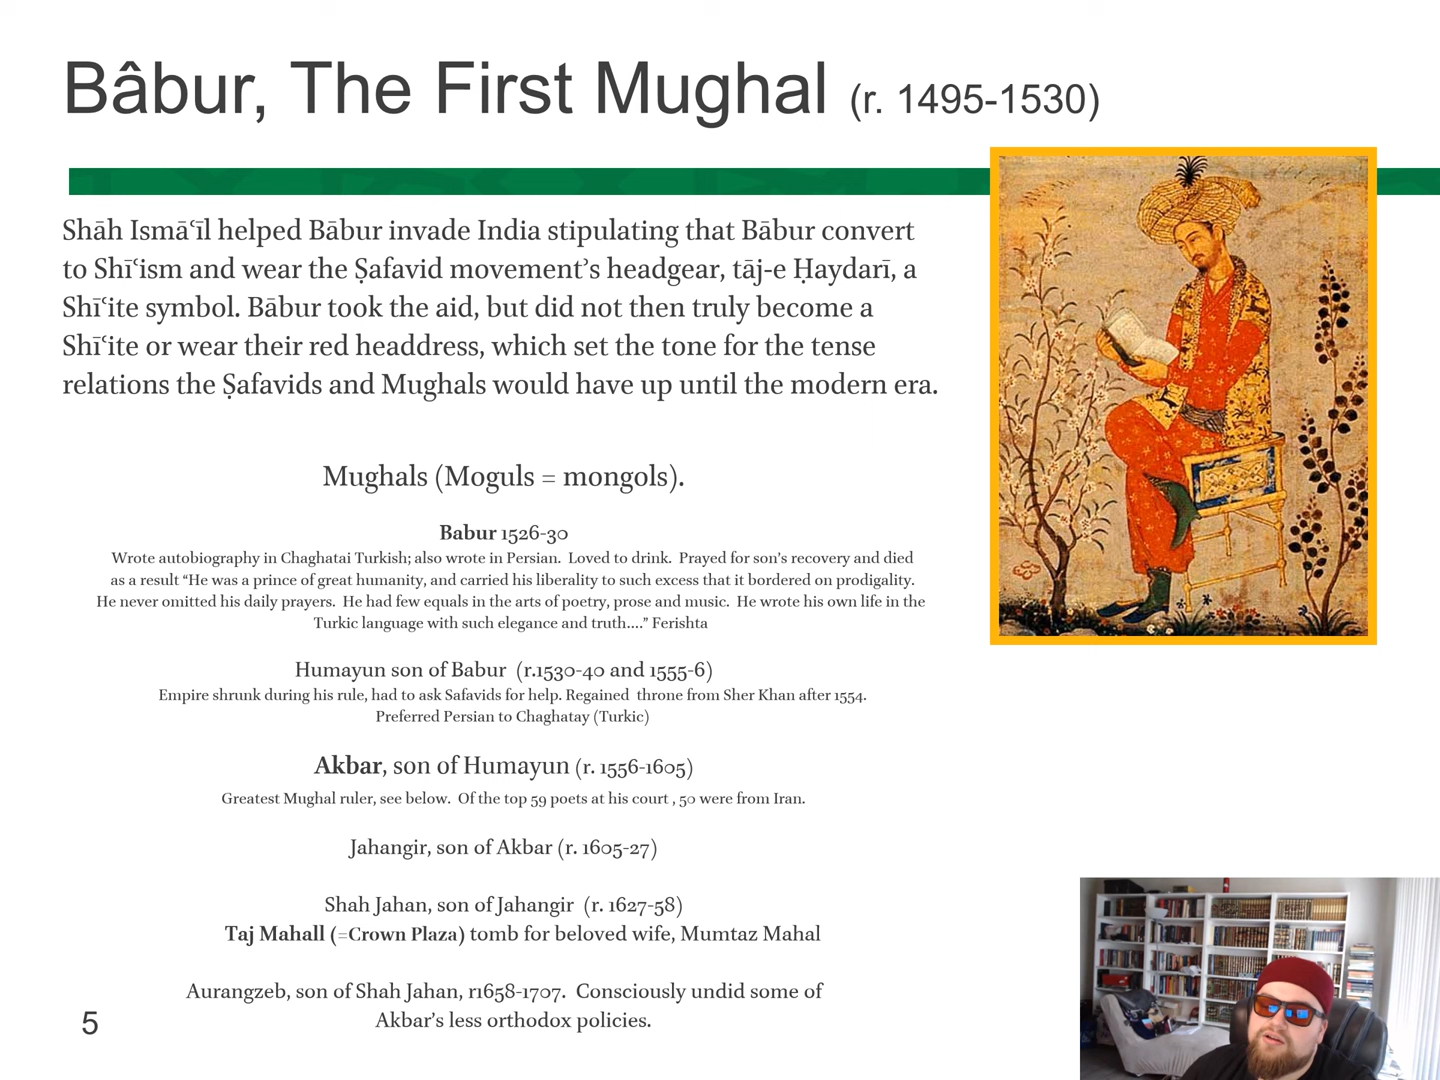 Bâbur, The First Mughal (r. 1495-1530)
Shāh Ismāʿīl helped Bābur invade India stipulating that Bābur convert
to Shīʿism and wear the Ṣafavid movement’s headgear, tāj-e Ḥaydarī, a
Shīʿite symbol. Bābur took the aid, but did not then truly become a
Shīʿite or wear their red headdress, which set the tone for the tense
relations the Ṣafavids and Mughals would have up until the modern era.
Mughals (Moguls = mongols).
Babur 1526-30
Wrote autobiography in Chaghatai Turkish; also wrote in Persian. Loved to drink. Prayed for son’s recovery and died
as a result “He was a prince of great humanity, and carried his liberality to such excess that it bordered on prodigality.
He never omitted his daily prayers. He had few equals in the arts of poetry, prose and music. He wrote his own life in the
Turkic language with such elegance and truth....” Ferishta
Humayun son of Babur (r.1530-40 and 1555-6)
Empire shrunk during his rule, had to ask Safavids for help. Regained throne from Sher Khan after 1554.
Preferred Persian to Chaghatay (Turkic)
Akbar, son of Humayun (r. 1556-1605)
Greatest Mughal ruler, see below. Of the top 59 poets at his court , 50 were from Iran.
Jahangir, son of Akbar (r. 1605-27)
Shah Jahan, son of Jahangir (r. 1627-58)
Taj Mahall (=Crown Plaza) tomb for beloved wife, Mumtaz Mahal
Aurangzeb, son of Shah Jahan, r1658-1707. Consciously undid some of
Akbar’s less orthodox policies.
5